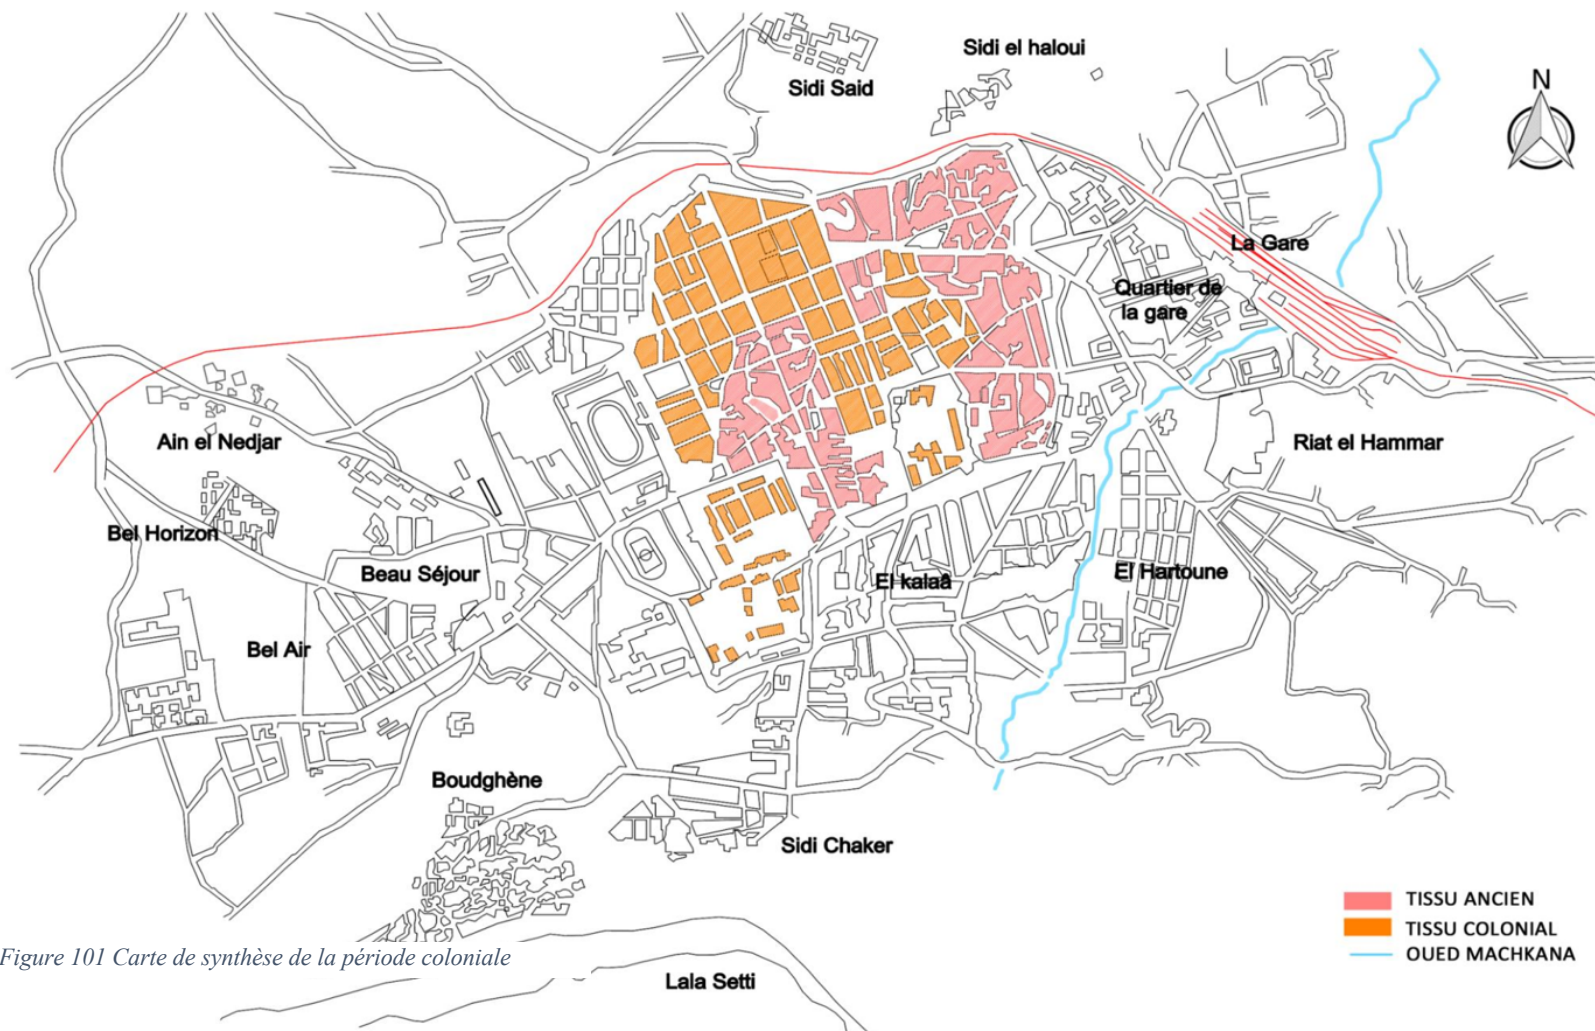 Sidi el haloui
Sidi Said
N
La Gare
Quartier de
la gare
Ain el Nedjar
Riat el Hammar
Bel Horizon
Beau Séjour
El kalaâ
El Hartoune
Bel Air
Boudghène
Sidi Chaker
TISSU ANCIEN
TISSU COLONIAL
OUED MACHKANA
Figure 101 Carte de synthèse de la période coloniale
Lala Setti